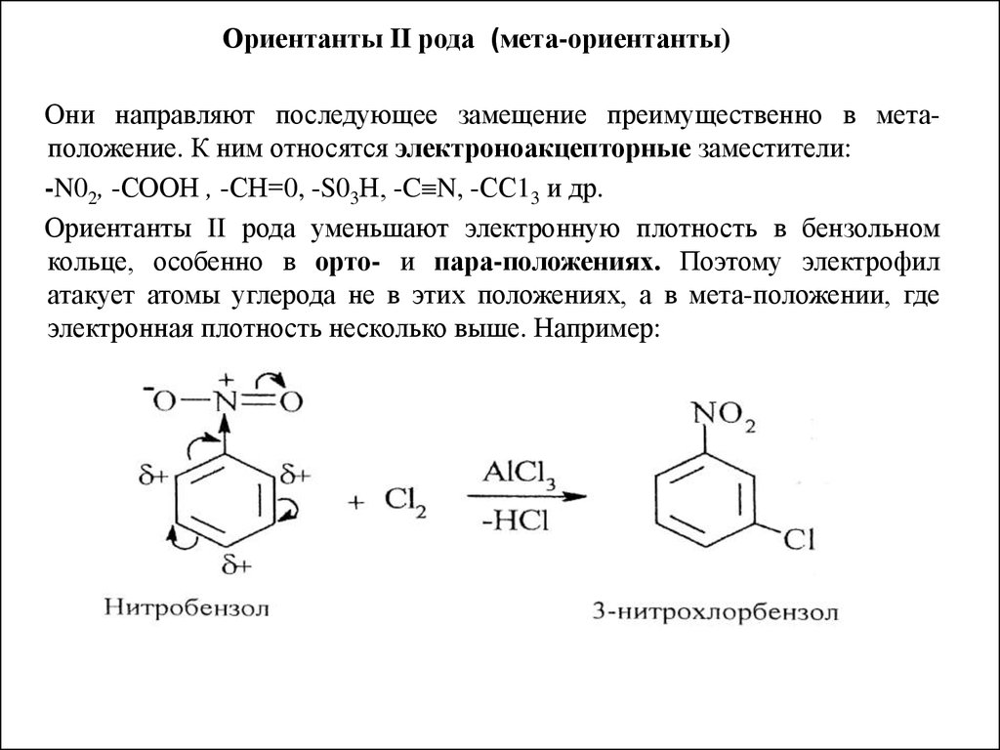 Ориентанты II рода (мета-ориентанты)
Они направляют последующее замещение преимущественно в мета-
положение. К ним относятся электроноакцепторные заместители:
-N0₂, -COOH , -CH=0, -S0₃H, -C≡N, -CC1₃ и др.
Ориентанты II рода уменьшают электронную плотность в бензольном
кольце, особенно в орто- и пара-положениях. Поэтому электрофил
атакует атомы углерода не в этих положениях, а в мета-положении, где
электронная плотность несколько выше. Например:
+
-O—N=O
NO₂
δ+ δ+
+ Cl₂
AlCl₃
-HCl
Cl
δ+
Нитробензол
3-нитрохлорбензол